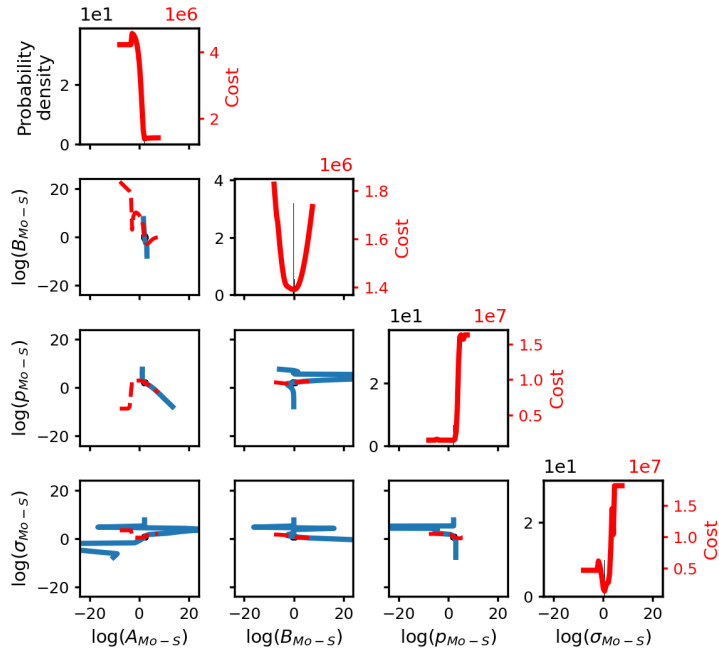 1e1 1e6
Probability
density
2
0
4
2
Cost
1e6
log(B_{Mo-S})
20
0
−20
4
2
0
1.8
1.6
1.4
Cost
1e1 1e7
log(p_{Mo-S})
20
0
−20
2
0
1.5
1.0
0.5
Cost
1e1 1e7
log(σ_{Mo-S})
20
0
−20
2
0
1.5
1.0
0.5
Cost
−20 0 20
−20 0 20
−20 0 20
−20 0 20
log(A_{Mo-S})
log(B_{Mo-S})
log(p_{Mo-S})
log(σ_{Mo-S})